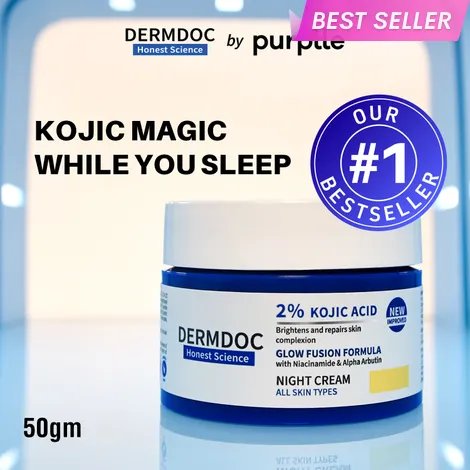 BEST SELLER
DERMDOC
Honest Science
by purplle
KOJIC MAGIC
WHILE YOU SLEEP
OUR
#1
BESTSELLER
2% KOJIC ACID
Brightens and repairs skin
complexion
NEW
IMPROVED
DERMDOC
Honest Science
GLOW FUSION FORMULA
with Niacinamide & Alpha Arbutin
NIGHT CREAM
ALL SKIN TYPES
50gm